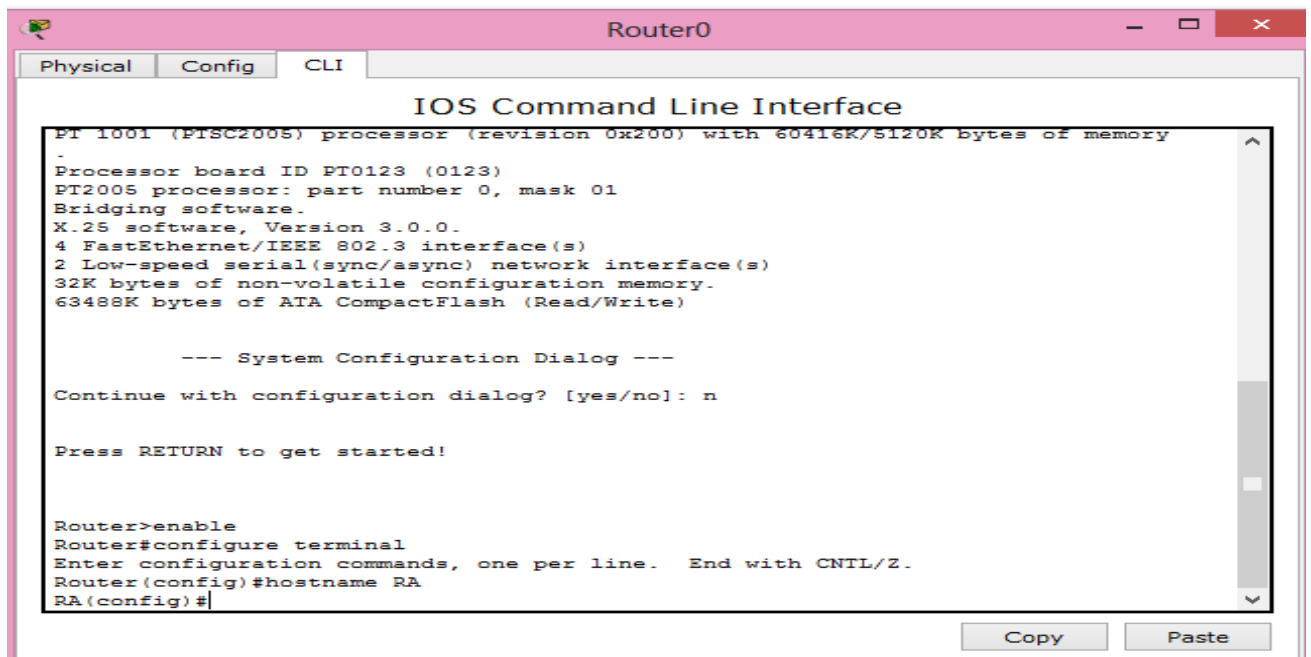 Router0
Physical Config CLI
IOS Command Line Interface
PT 1001 (PTSC2005) processor (revision 0x200) with 60416K/5120K bytes of memory
.
Processor board ID PT0123 (0123)
PT2005 processor: part number 0, mask 01
Bridging software.
X.25 software, Version 3.0.0.
4 FastEthernet/IEEE 802.3 interface(s)
2 Low-speed serial(sync/async) network interface(s)
32K bytes of non-volatile configuration memory.
63488K bytes of ATA CompactFlash (Read/Write)
--- System Configuration Dialog ---
Continue with configuration dialog? [yes/no]: n
Press RETURN to get started!
Router>enable
Router#configure terminal
Enter configuration commands, one per line.  End with CNTL/Z.
Router(config)#hostname RA
RA(config)#
Copy Paste